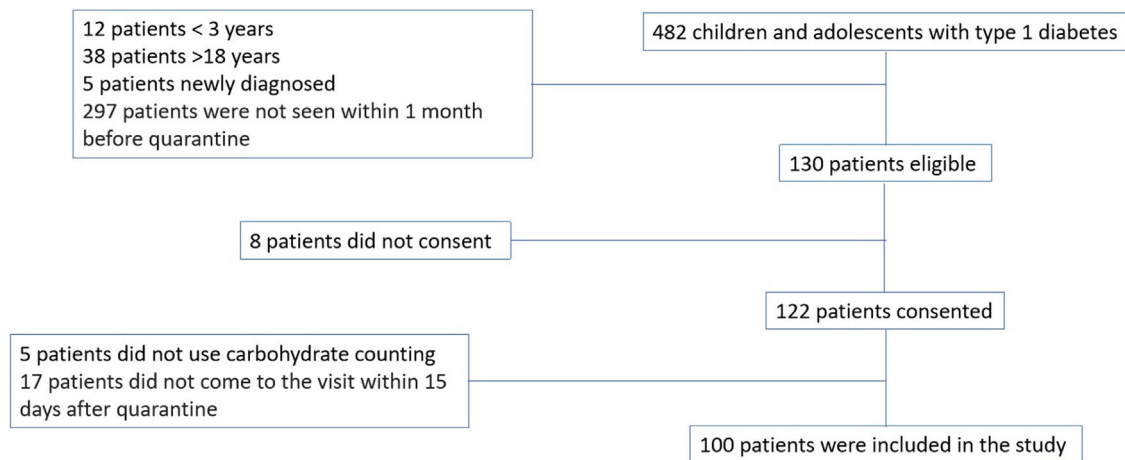 12 patients < 3 years
38 patients >18 years
5 patients newly diagnosed
297 patients were not seen within 1 month
before quarantine
482 children and adolescents with type 1 diabetes
130 patients eligible
8 patients did not consent
122 patients consented
5 patients did not use carbohydrate counting
17 patients did not come to the visit within 15
days after quarantine
100 patients were included in the study